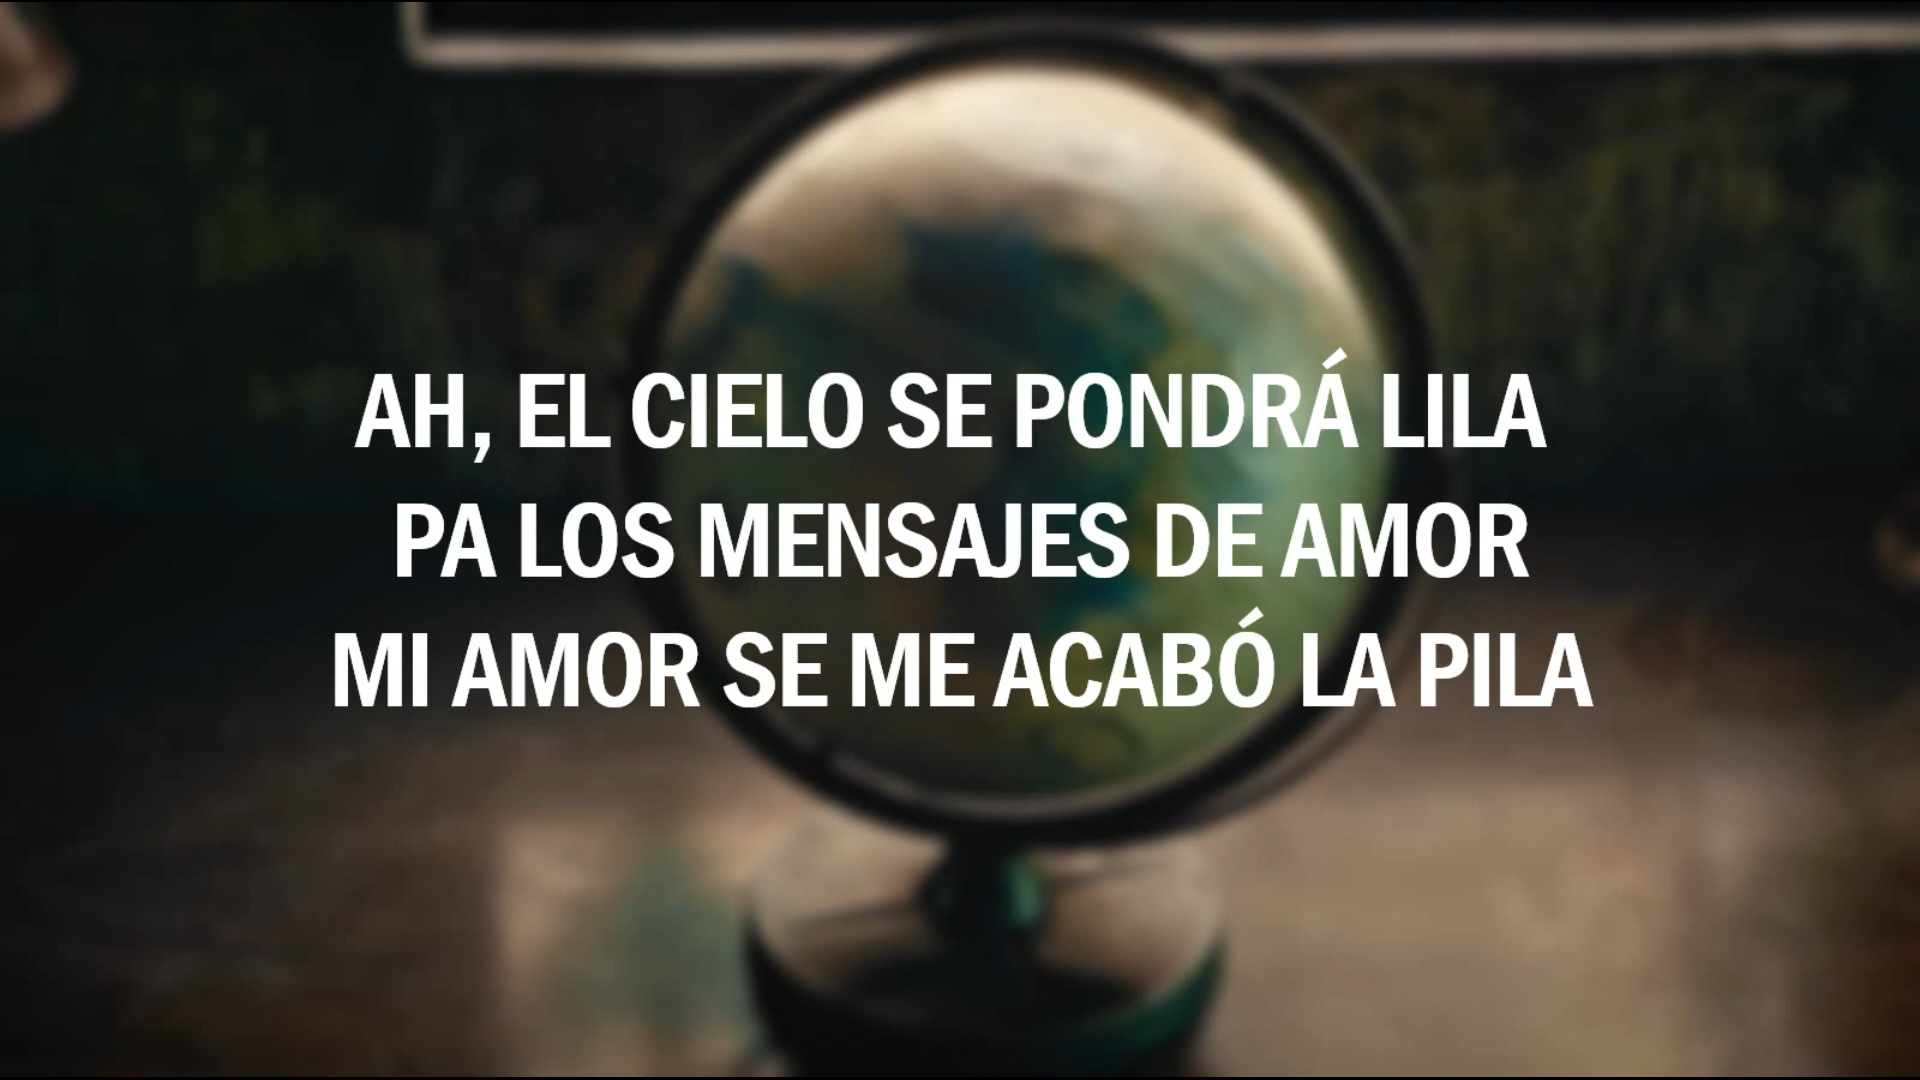 AH, EL CIELO SE PONDRÁ LILA
PA LOS MENSAJES DE AMOR
MI AMOR SE ME ACABÓ LA PILA